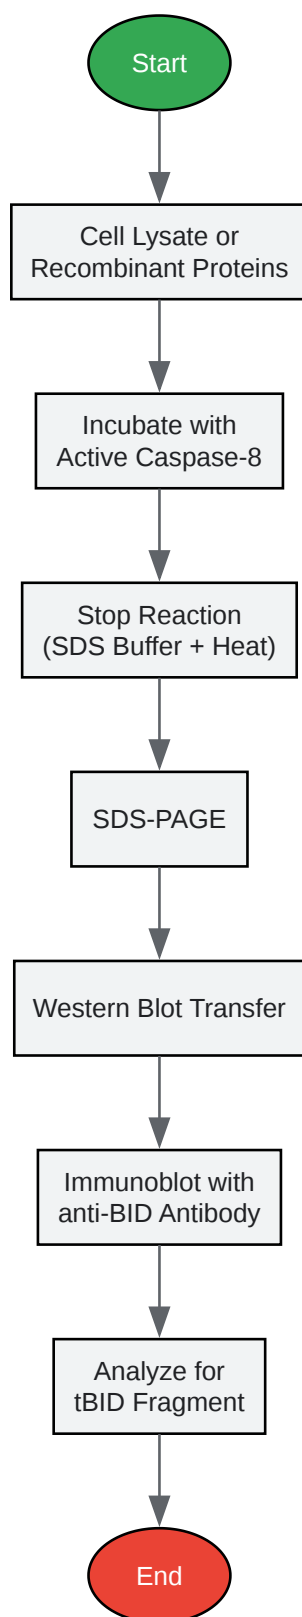 Start
Cell Lysate or
Recombinant Proteins
Incubate with
Active Caspase-8
Stop Reaction
(SDS Buffer + Heat)
SDS-PAGE
Western Blot Transfer
Immunoblot with
anti-BID Antibody
Analyze for
tBID Fragment
End